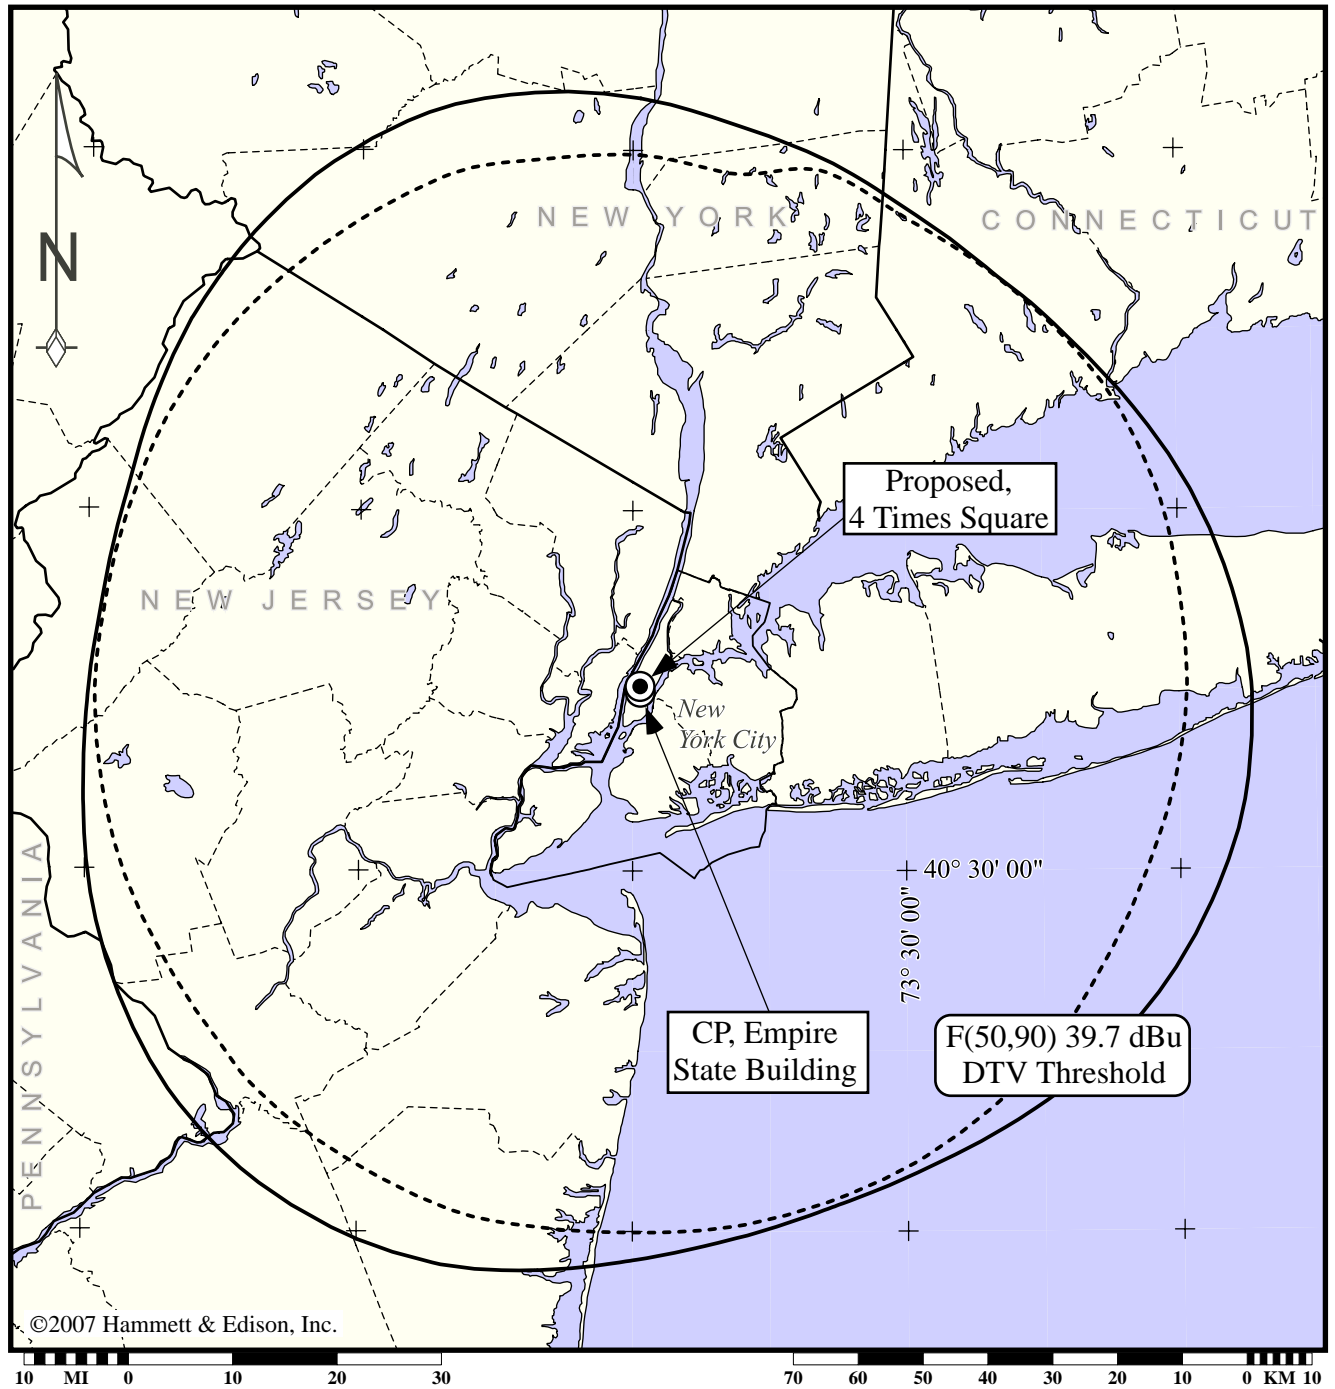 N
NEW YORK
CONNECTICUT
Proposed,
4 Times Square
NEW JERSEY
New
York City
40° 30' 00"
73° 30' 00"
PENNSYLVANIA
CP, Empire
State Building
F(50,90) 39.7 dBu
DTV Threshold
©2007 Hammett & Edison, Inc.
10 MI 0 10 20 30
70 60 50 40 30 20 10 0 KM 10